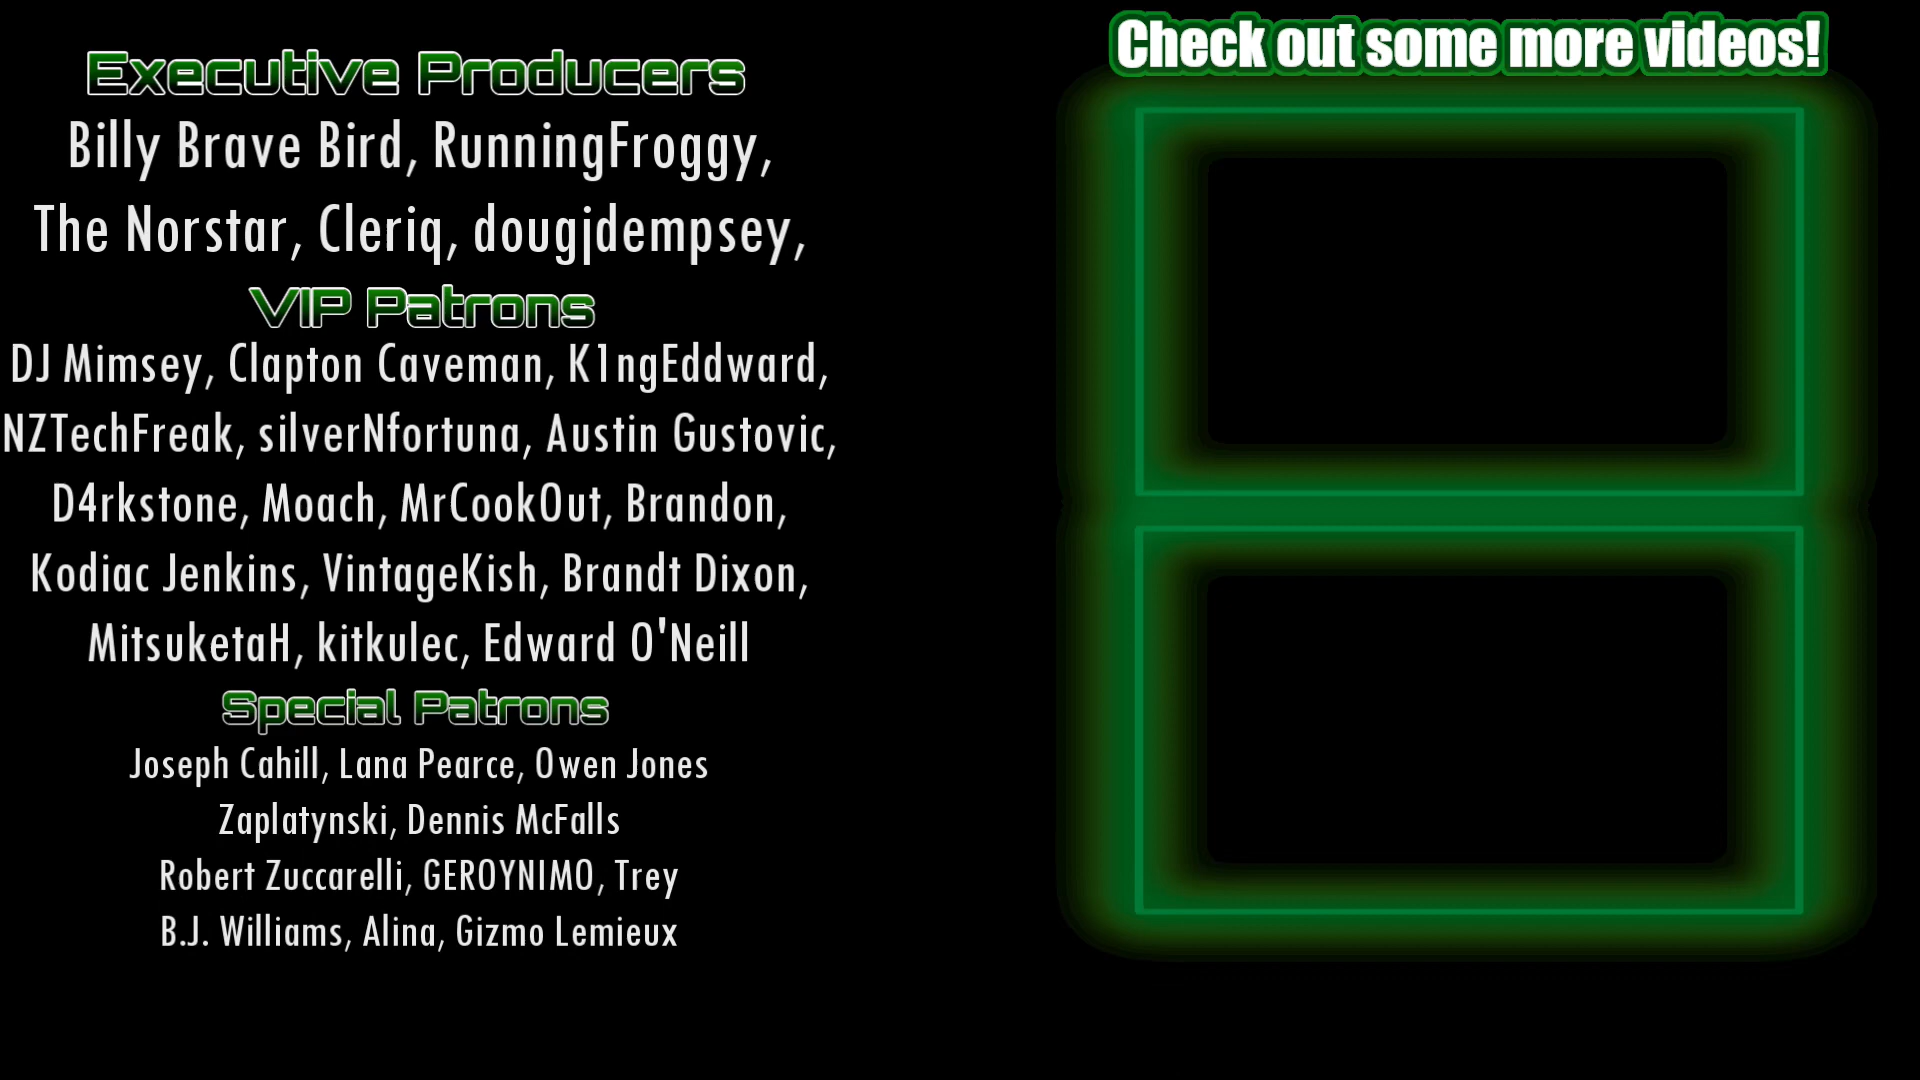 Executive Producers
Billy Brave Bird, RunningFroggy,
The Norstar, Cleriq, dougjdempsey,
VIP Patrons
DJ Mimsey, Clapton Caveman, K1ngEddward,
NZTechFreak, silverNfortuna, Austin Gustovic,
D4rkstone, Moach, MrCookOut, Brandon,
Kodiac Jenkins, VintageKish, Brandt Dixon,
MitsuketaH, kitkulec, Edward O'Neill
Special Patrons
Joseph Cahill, Lana Pearce, Owen Jones
Zaplatynski, Dennis McFalls
Robert Zuccarelli, GEROYNIMO, Trey
B.J. Williams, Alina, Gizmo Lemieux
Check out some more videos!